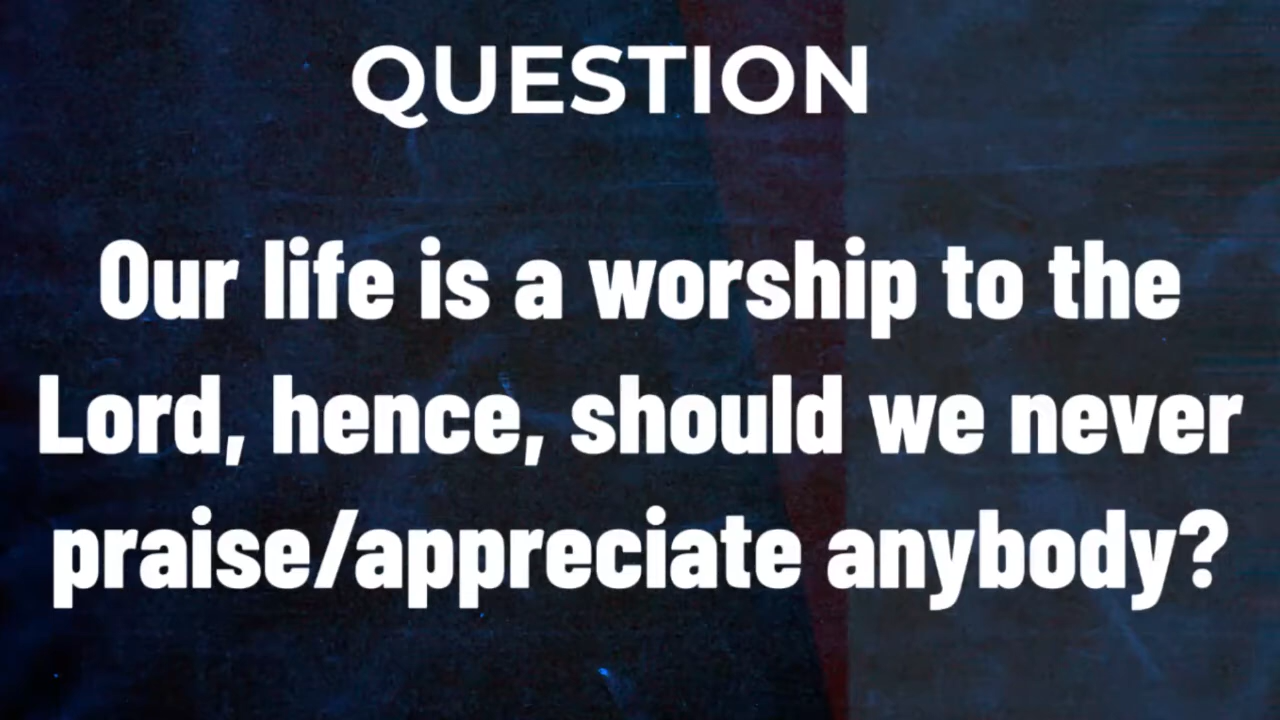 QUESTION
Our life is a worship to the
Lord, hence, should we never
praise/appreciate anybody?